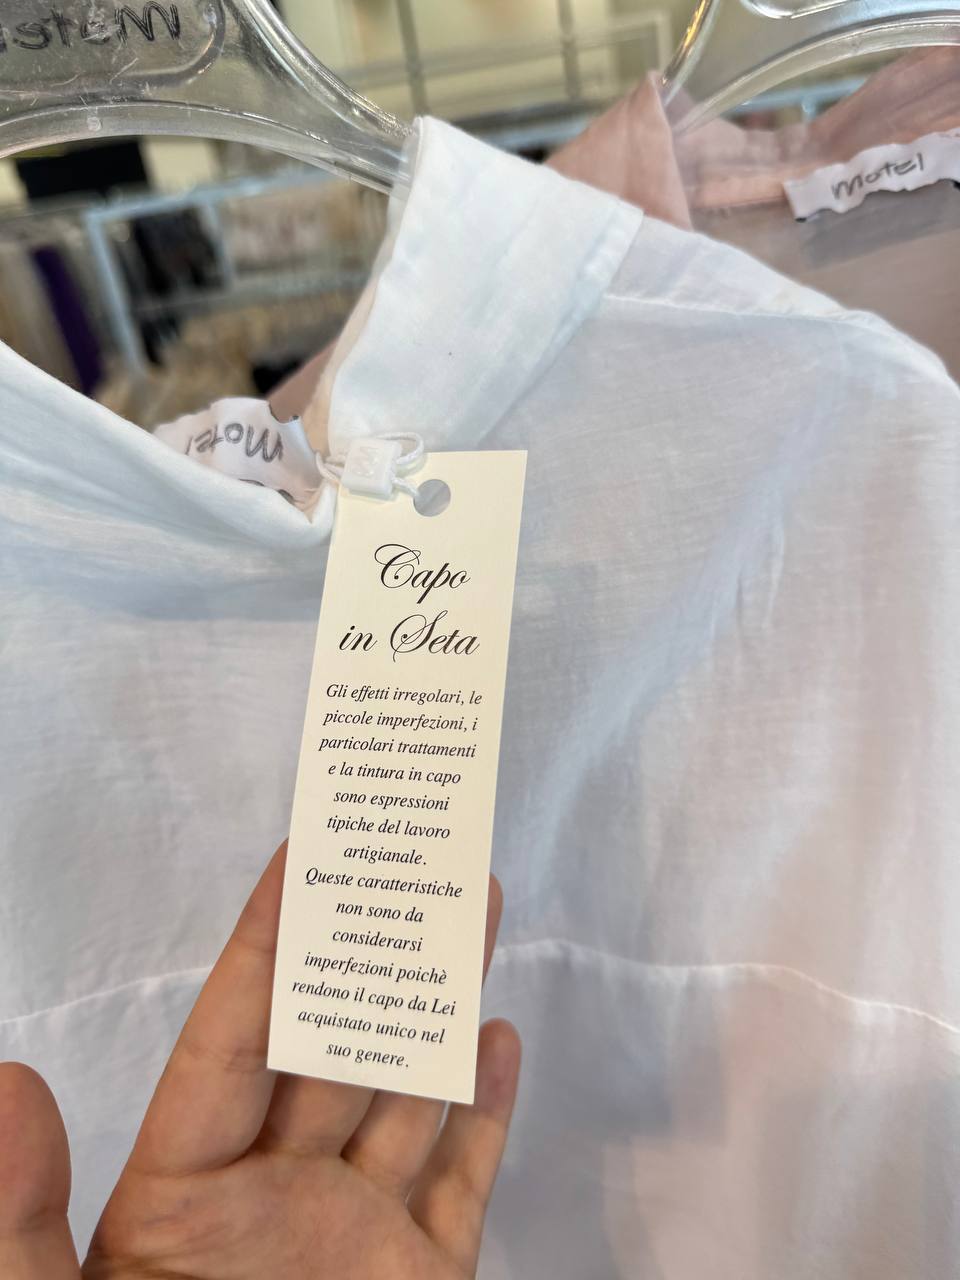 Motel
Motel
Capo
in Seta
Gli effetti irregolari, le
piccole imperfezioni, i
particolari trattamenti
e la tintura in capo
sono espressioni
tipiche del lavoro
artigianale.
Queste caratteristiche
non sono da
considerarsi
imperfezioni poichè
rendono il capo da Lei
acquistato unico nel
suo genere.